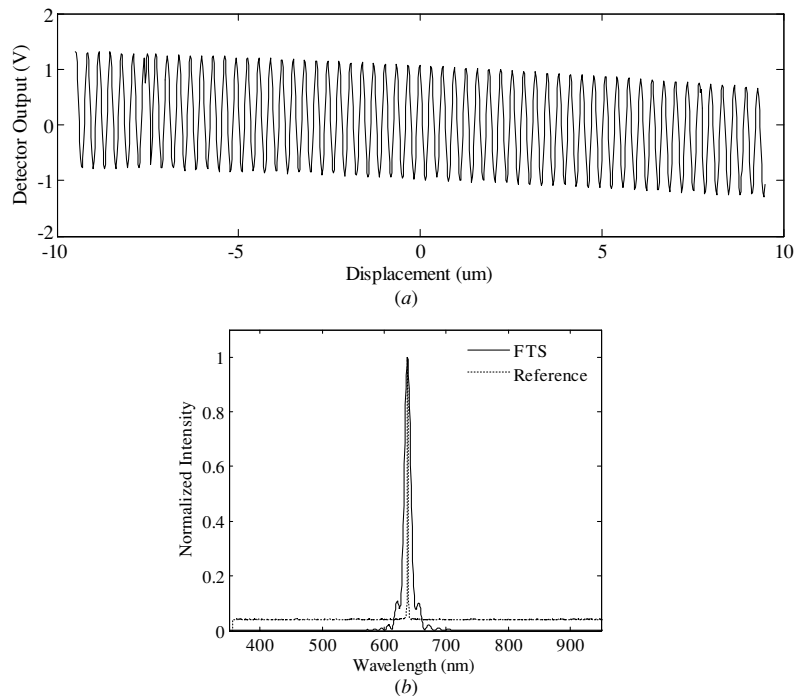 2
1
0
-1
-2
Detector Output (V)
-10
-5
0
5
10
Displacement (um)
(a)
1
0.8
0.6
0.4
0.2
0
Normalized Intensity
FTS
Reference
400
500
600
700
800
900
Wavelength (nm)
(b)